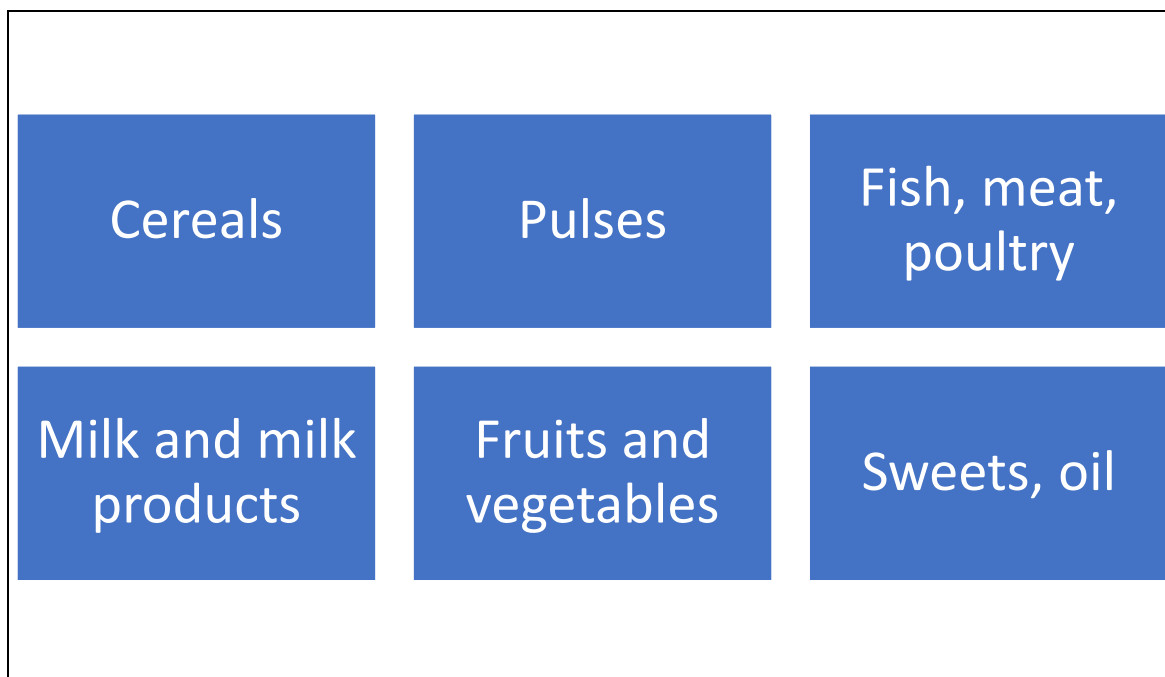 Cereals
Pulses
Fish, meat,
poultry
Milk and milk
products
Fruits and
vegetables
Sweets, oil